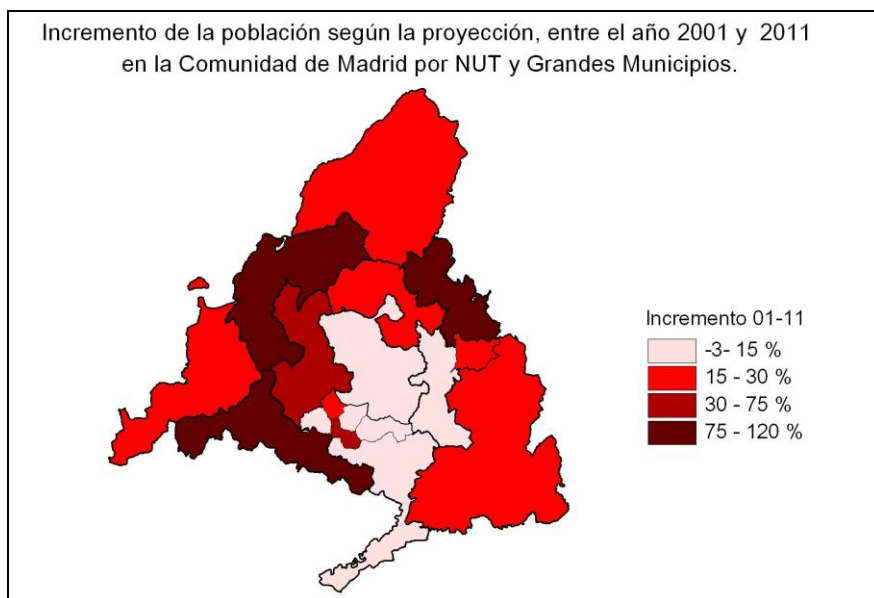 Incremento de la población según la proyección, entre el año 2001 y 2011
en la Comunidad de Madrid por NUT y Grandes Municipios.
Incremento 01-11
-3- 15 %
15 - 30 %
30 - 75 %
75 - 120 %